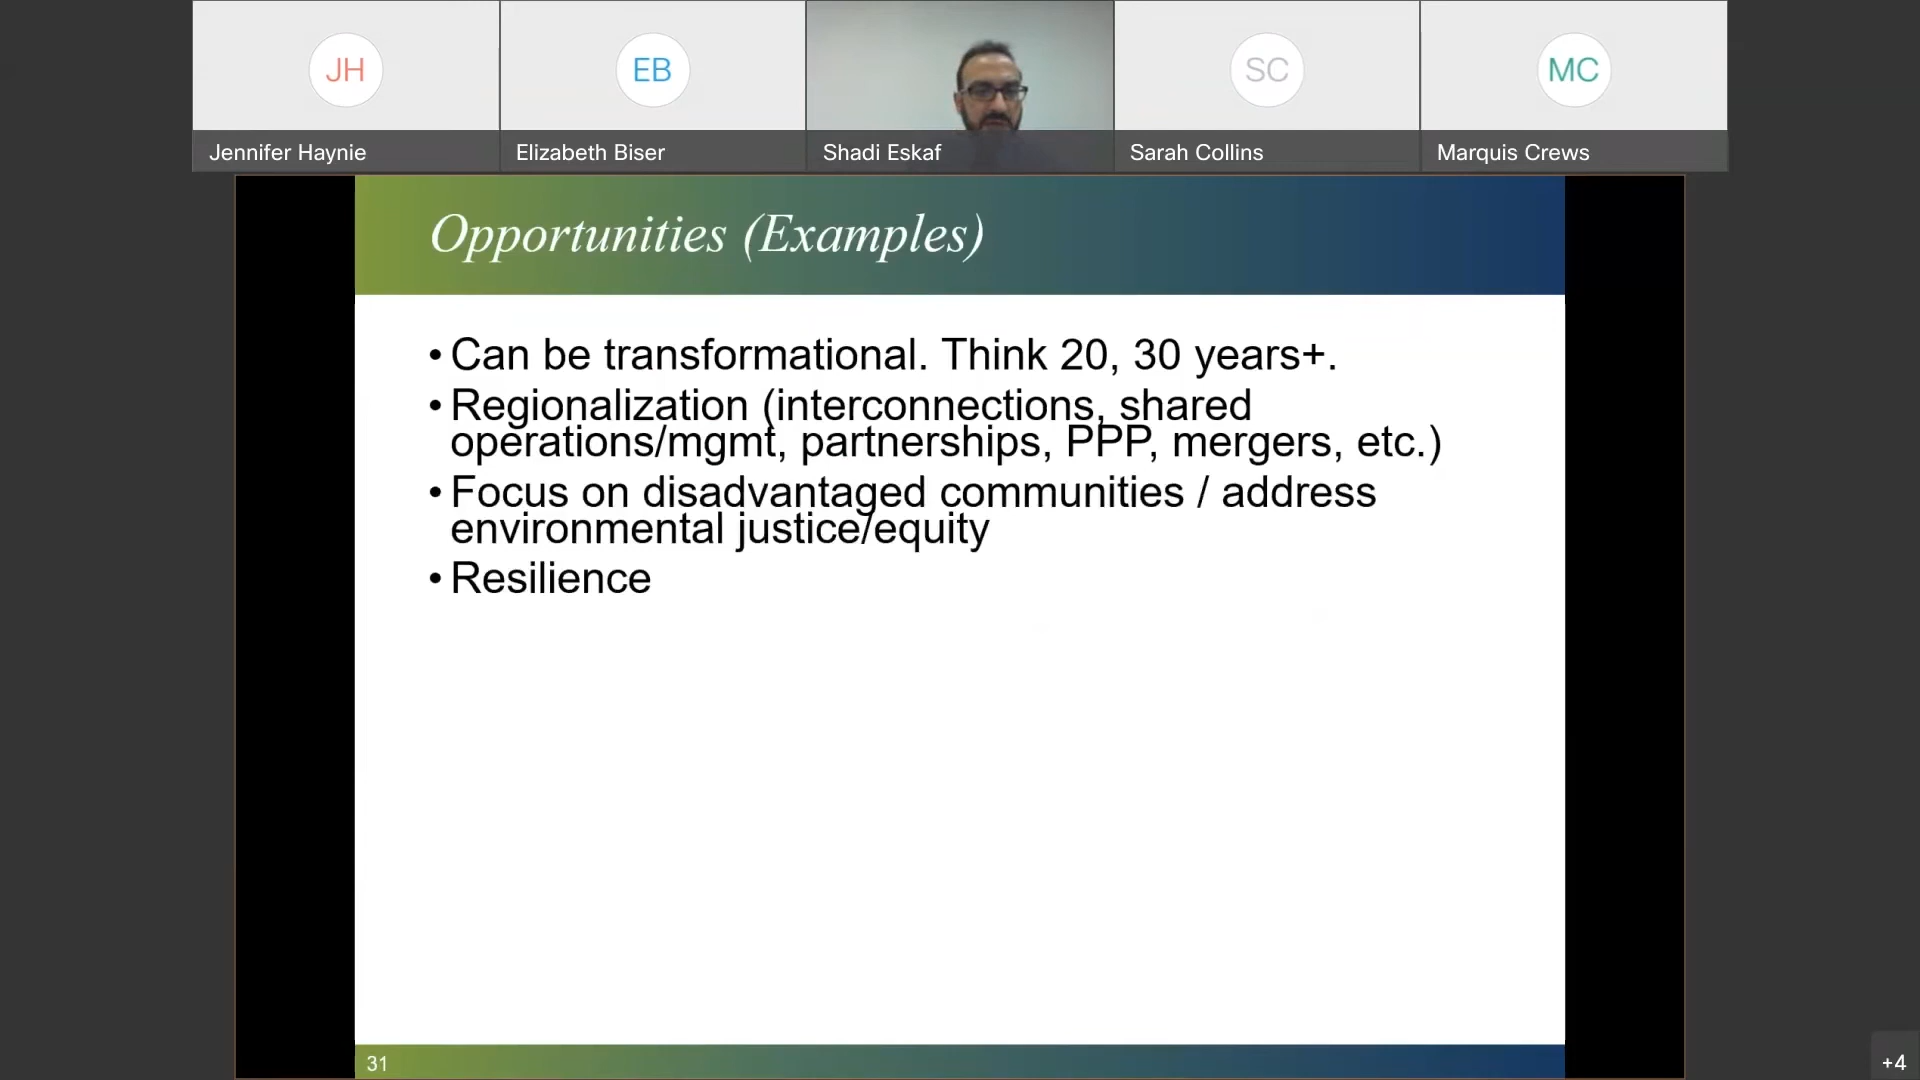 JH
EB
SC
MC
Jennifer Haynie
Elizabeth Biser
Shadi Eskaf
Sarah Collins
Marquis Crews
Opportunities (Examples)
• Can be transformational. Think 20, 30 years+.
• Regionalization (interconnections, shared
operations/mgmt, partnerships, PPP, mergers, etc.)
• Focus on disadvantaged communities / address
environmental justice/equity
• Resilience
31
+4